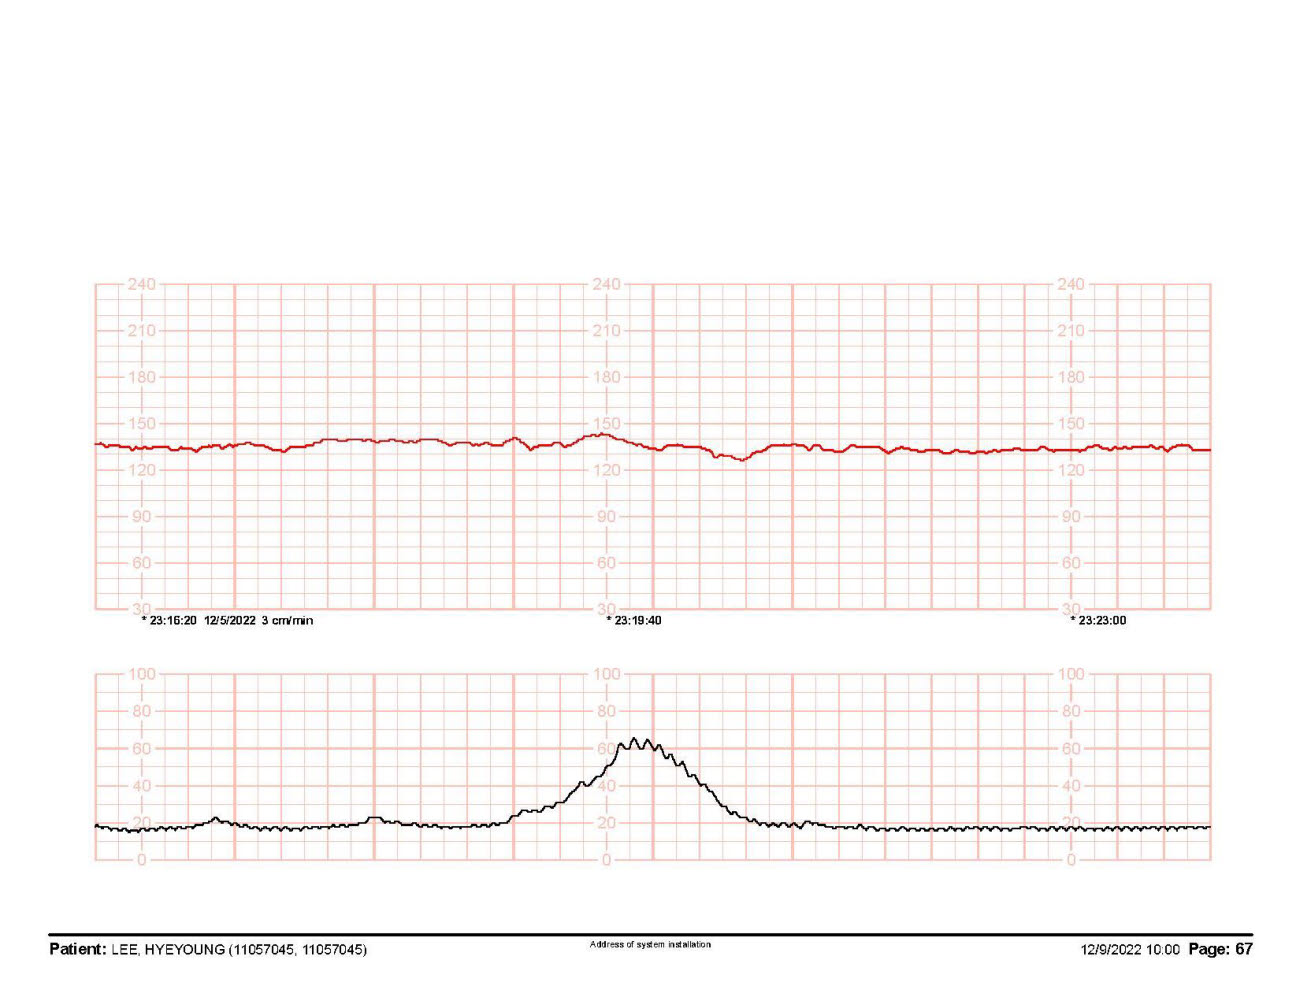 240 240 240
210 210 210
180 180 180
150 150 150
120 120 120
90 90 90
60 60 60
30 30 30
* 23:16:20 12/5/2022 3 cm/min * 23:19:40 * 23:23:00
100 100 100
80 80 80
60 60 60
40 40 40
20 20 20
0 0 0
Patient: LEE, HYEYOUNG (11057045, 11057045) Address of system installation 12/9/2022 10:00 Page: 67